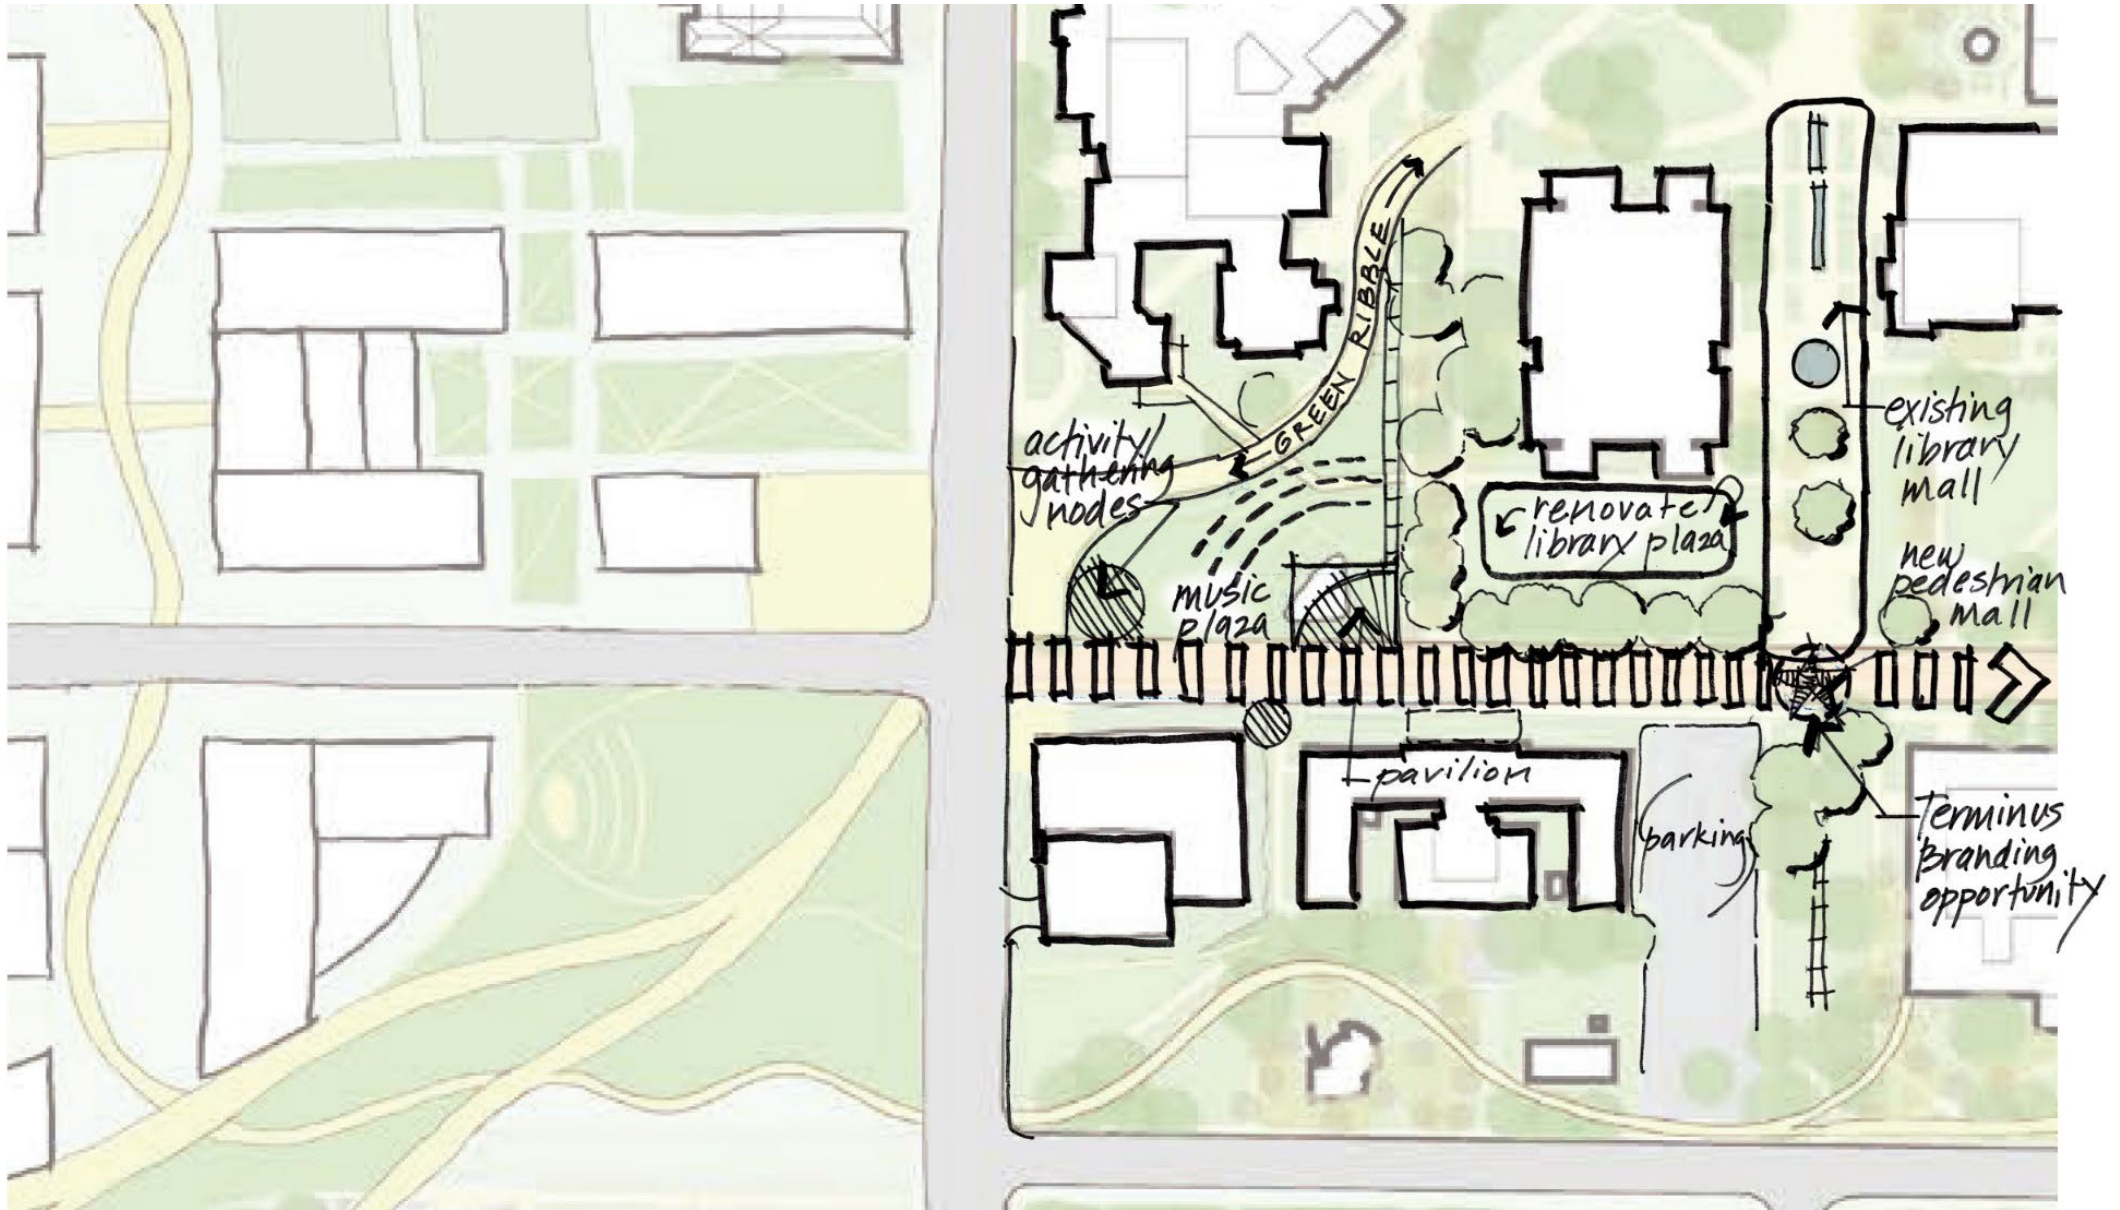 GREEN RIBBLE
activity/
gathering
nodes
existing
library
mall
renovate
library plaza
new
pedestrian
mall
music
plaza
pavilion
parking
Terminus
Branding
opportunity